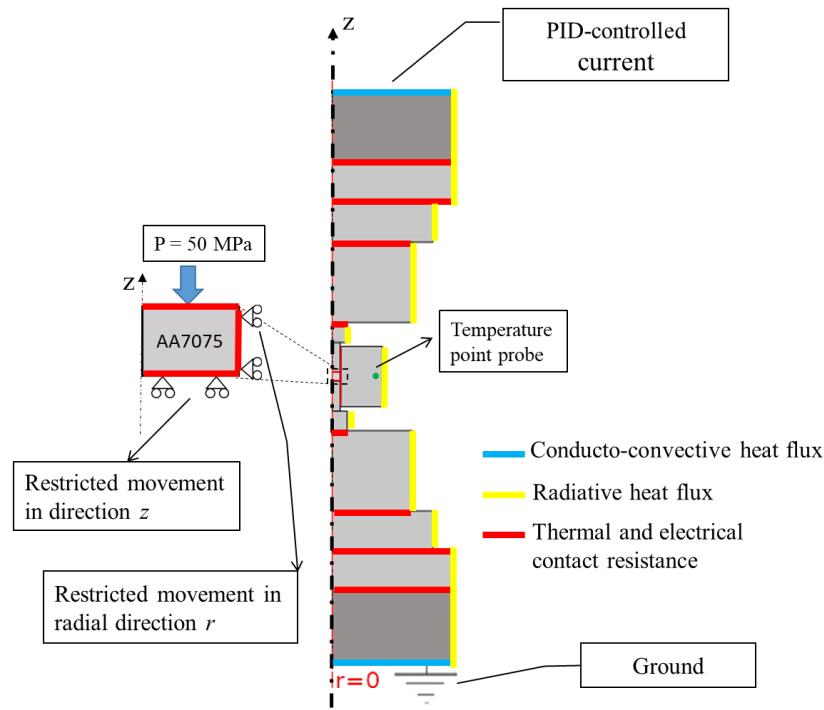 z
PID-controlled
current
P = 50 MPa
z
AA7075
Temperature
point probe
Restricted movement
in direction z
Restricted movement in
radial direction r
Conducto-convective heat flux
Radiative heat flux
Thermal and electrical
contact resistance
r=0
Ground